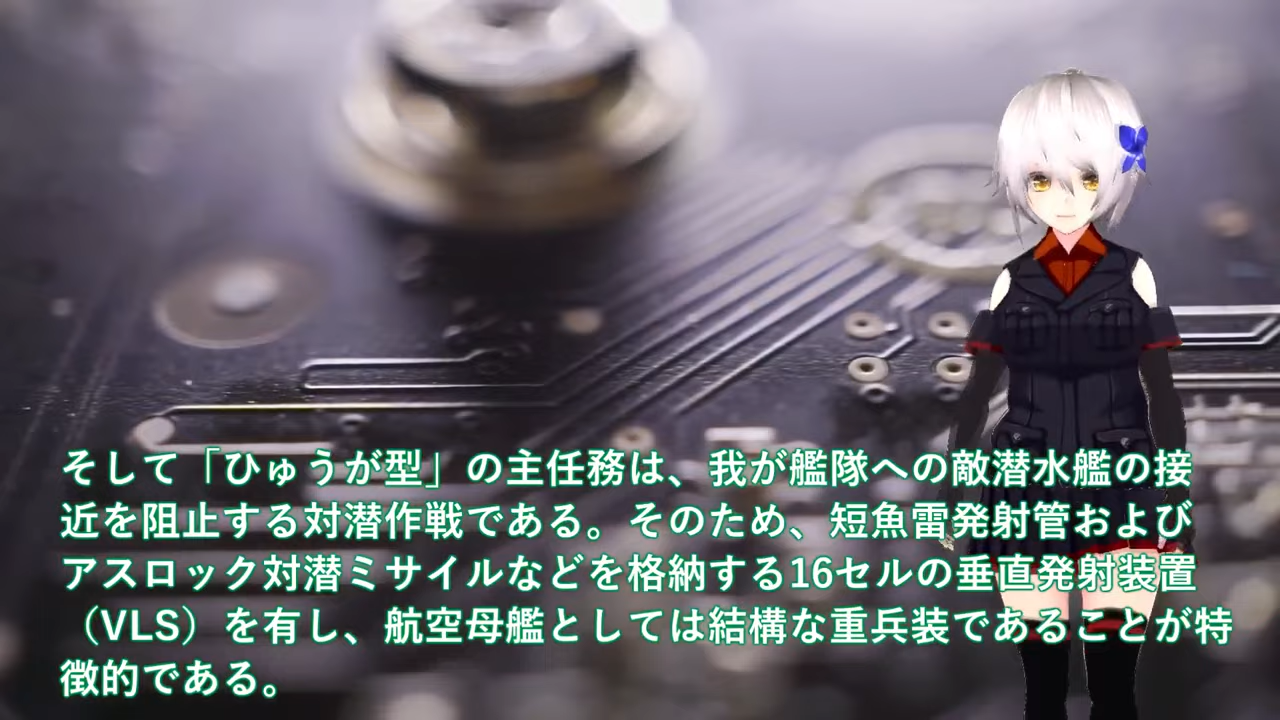 そして「ひゅうが型」の主任務は、我が艦隊への敵潜水艦の接
近を阻止する対潜作戦である。そのため、短魚雷発射管および
アスロック対潜ミサイルなどを格納する16セルの垂直発射装置
（VLS）を有し、航空母艦としては結構な重兵装であることが特
徴的である。